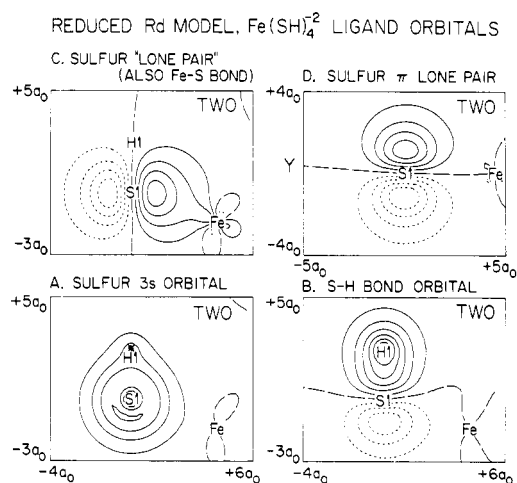 REDUCED Rd MODEL, Fe(SH)₄⁻² LIGAND ORBITALS
C. SULFUR "LONE PAIR"
(ALSO Fe-S BOND)
D. SULFUR π LONE PAIR
+5a₀
TWO
H1
S1
Fe
-3a₀
+4a₀
TWO
Y
S1
Fe
-4a₀
-5a₀
+5a₀
A. SULFUR 3s ORBITAL
B. S-H BOND ORBITAL
+5a₀
TWO
H1
S1
Fe
-3a₀
-4a₀
+6a₀
+5a₀
TWO
H1
S1
Fe
-3a₀
-4a₀
+6a₀